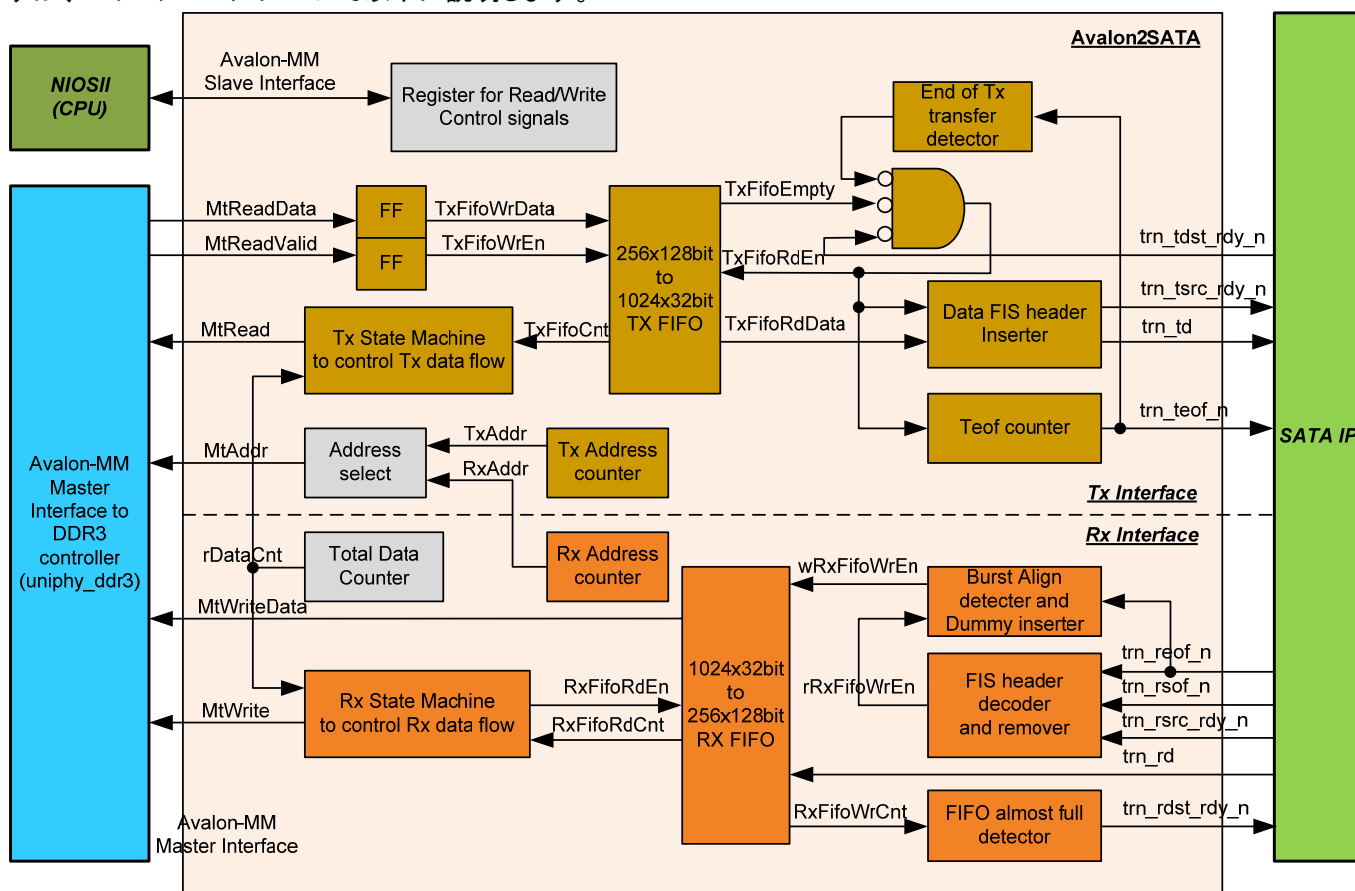 説明します。
Avalon2SATA
NIOSII
(CPU)
Avalon-MM
Slave Interface
Register for Read/Write
Control signals
End of Tx
transfer
detector
MtReadData
FF
TxFifoWrData
MtReadValid
FF
TxFifoWrEn
256x128bit
to
1024x32bit
TX FIFO
TxFifoEmpty
TxFifoRdEn
TxFifoRdData
trn_tdst_rdy_n
trn_tsrc_rdy_n
Data FIS header
Inserter
trn_td
MtRead
Tx State Machine
to control Tx data flow
TxFifoCnt
Teof counter
trn_teof_n
SATA IP
MtAddr
Address
select
TxAddr
RxAddr
Tx Address
counter
Tx Interface
Avalon-MM
Master
Interface to
DDR3
controller
(uniphy_ddr3)
Rx Interface
rDataCnt
Total Data
Counter
Rx Address
counter
wRxFifoWrEn
Burst Align
detecter and
Dummy inserter
MtWriteData
1024x32bit
to
256x128bit
RX FIFO
rRxFifoWrEn
FIS header
decoder
and remover
trn_reof_n
trn_rsof_n
trn_rsrc_rdy_n
trn_rd
MtWrite
Rx State Machine
to control Rx data flow
RxFifoRdEn
RxFifoRdCnt
RxFifoWrCnt
FIFO almost full
detector
trn_rdst_rdy_n
Avalon-MM
Master Interface